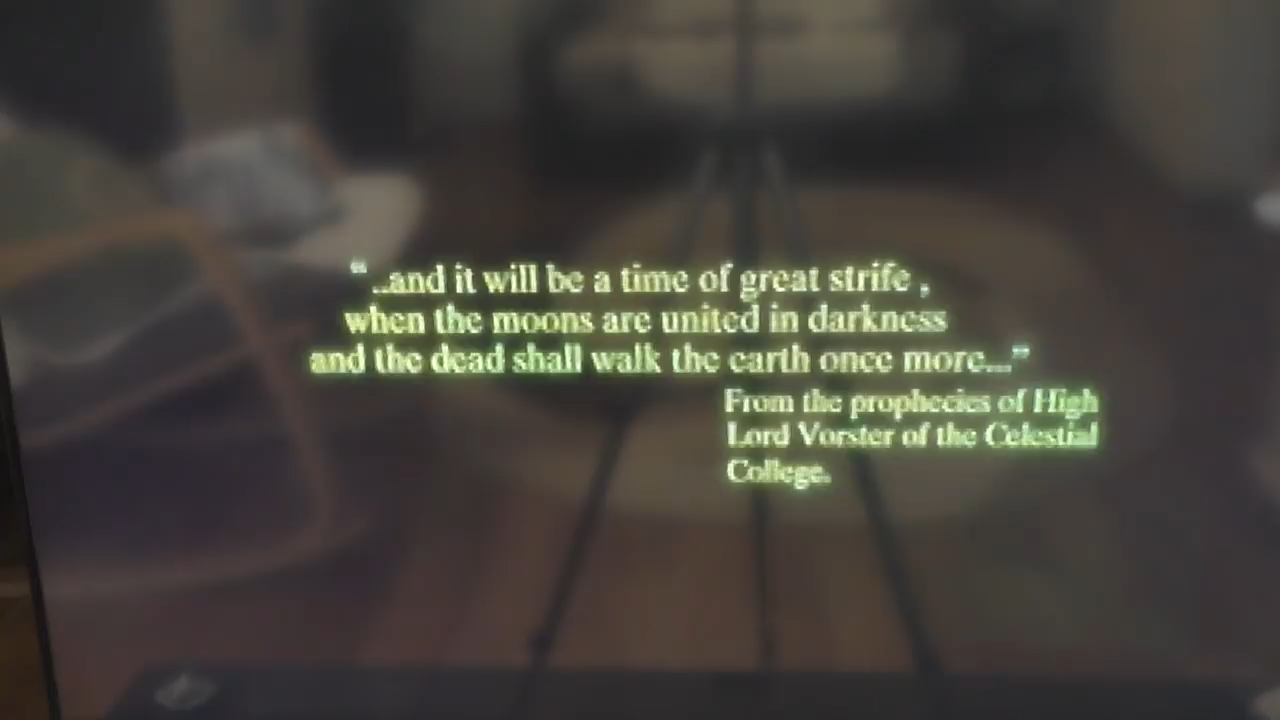 “...and it will be a time of great strife ,
when the moons are united in darkness
and the dead shall walk the earth once more...”
From the prophecies of High
Lord Vorster of the Celestial
College.